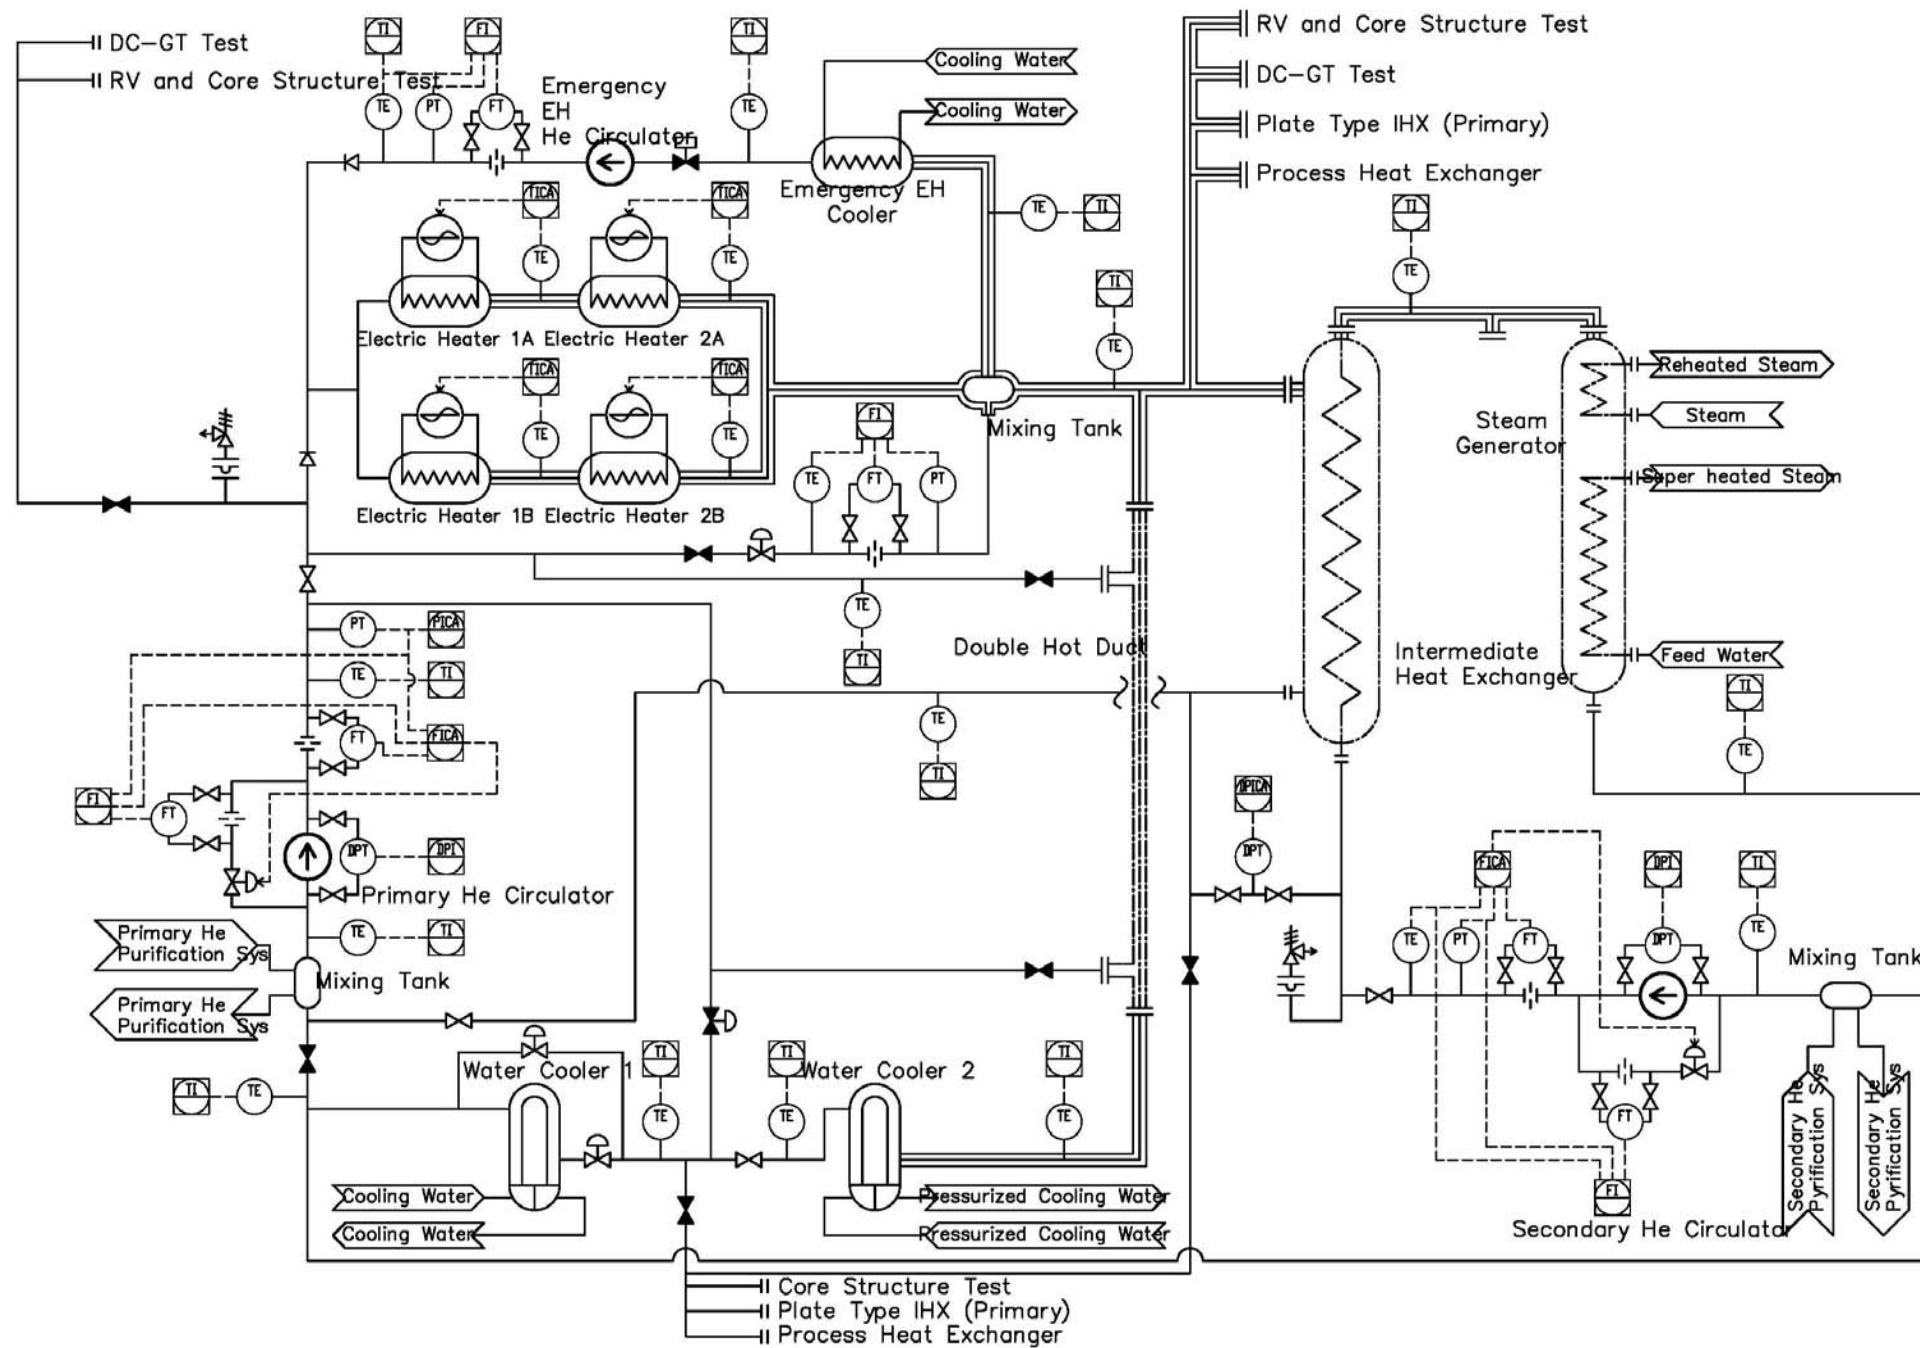 DC-GT Test
RV and Core Structure Test
TI
FI
TE
PT
FT
Emergency
EH
He Circulator
TI
TE
Cooling Water
Cooling Water
Emergency EH
Cooler
TE
TI
RV and Core Structure Test
DC-GT Test
Plate Type IHX (Primary)
Process Heat Exchanger
TICA
TE
TICA
TE
Electric Heater 1A
Electric Heater 2A
TICA
TE
TICA
TE
Electric Heater 1B
Electric Heater 2B
TI
TE
TI
TE
Mixing Tank
FI
TE
FT
PT
Steam
Generator
Reheated Steam
Steam
Super heated Steam
Feed Water
TE
TI
Double Hot Duct
Intermediate
Heat Exchanger
PT
PICA
TE
TI
FT
FICA
FI
FT
DPT
DPI
Primary He Circulator
TE
TI
TE
TI
TI
TE
DPICA
DPT
Primary He
Purification Sys
Primary He
Purification Sys
Mixing Tank
TI
TE
Water Cooler 1
TI
TE
TI
TE
Water Cooler 2
TI
TE
Cooling Water
Cooling Water
Pressurized Cooling Water
Pressurized Cooling Water
FICA
DPI
TI
TE
PT
FT
DPT
TE
Mixing Tank
FT
FI
Secondary He Circulator
Secondary He
Pyrification Sys
Secondary He
Pyrification Sys
Core Structure Test
Plate Type IHX (Primary)
Process Heat Exchanger